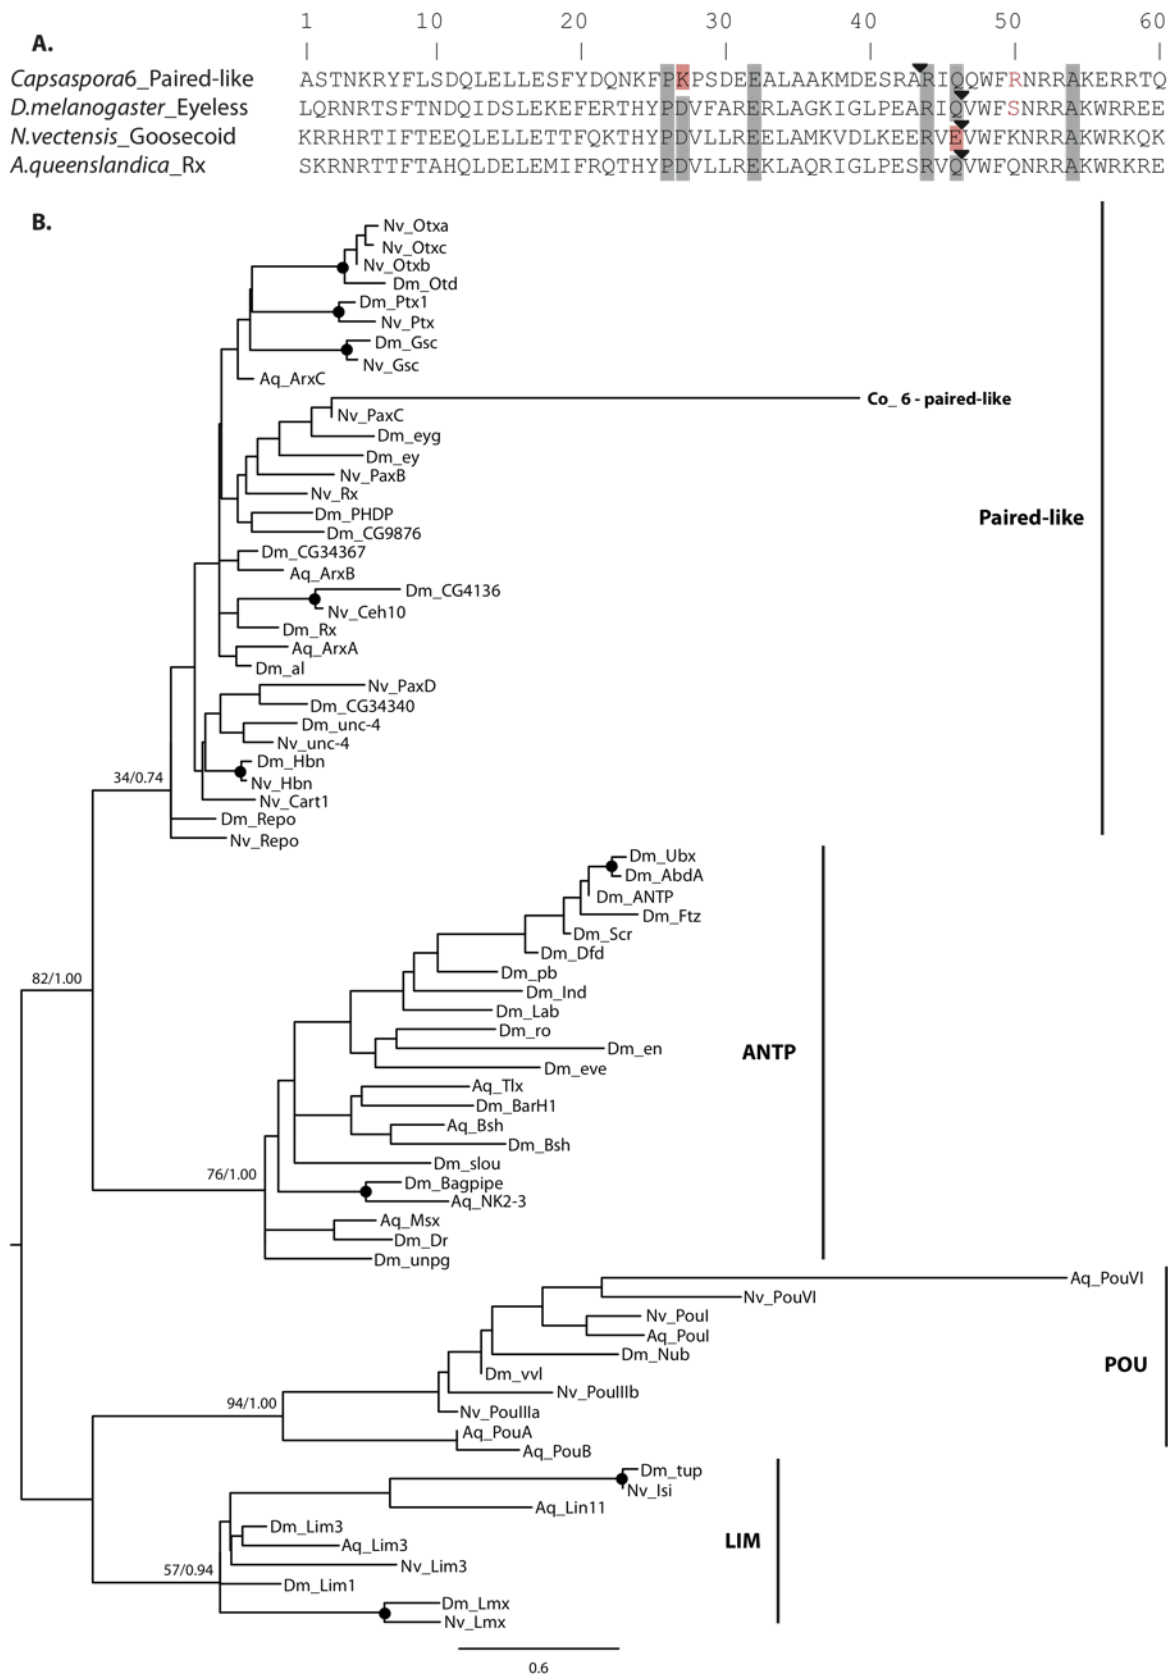 1 10 20 30 40 50 60
A.
Capsaspora6_Paired-like ASTNKRYFLSDQLELLESFYDQNKFPKPSDEEALAAKMDESRARIQQWFRNRRAKERRTQ
D.melanogaster_Eyeless LQRNRTSFTNDQIDSLEKEFERTHYPDVFARERLAGKIGLPEARIQVWFSNRRAKWRREE
N.vectensis_Goosecoid KRRHRTIFTEEQLELLETTFQKTHYPDVLLREELAMKVDLKEERVEVWFKNRRAKWRKQK
A.queenslandica_Rx SKRNRTTFTAHQLDELEMIFRQTHYPDVLLREKLAQRIGLPESRVQVWFQNRRAKWRKRE
B.
Nv_Otxa
Nv_Otxc
Nv_Otxb
Dm_Otd
Dm_Ptx1
Nv_Ptx
Dm_Gsc
Nv_Gsc
Aq_ArxC
Co_ 6 - paired-like
Nv_PaxC
Dm_eyg
Dm_ey
Nv_PaxB
Nv_Rx
Dm_PHDP
Paired-like
Dm_CG9876
Dm_CG34367
Aq_ArxB
Dm_CG4136
Nv_Ceh10
Dm_Rx
Aq_ArxA
Dm_al
Nv_PaxD
Dm_CG34340
Dm_unc-4
Nv_unc-4
Dm_Hbn
34/0.74
Nv_Hbn
Nv_Cart1
Dm_Repo
Nv_Repo
Dm_Ubx
Dm_AbdA
Dm_ANTP
Dm_Ftz
Dm_Scr
Dm_Dfd
Dm_pb
82/1.00
Dm_Ind
Dm_Lab
Dm_ro
Dm_en
ANTP
Dm_eve
Aq_Tlx
Dm_BarH1
Aq_Bsh
Dm_Bsh
Dm_slou
76/1.00
Dm_Bagpipe
Aq_NK2-3
Aq_Msx
Dm_Dr
Dm_unpg
Aq_PouVI
Nv_PouVI
Nv_PouI
Aq_PouI
Dm_Nub
POU
Dm_vvl
Nv_PouIIIb
94/1.00
Nv_PouIIIa
Aq_PouA
Aq_PouB
Dm_tup
Nv_Isi
Aq_Lin11
Dm_Lim3
LIM
Aq_Lim3
Nv_Lim3
57/0.94
Dm_Lim1
Dm_Lmx
Nv_Lmx
0.6